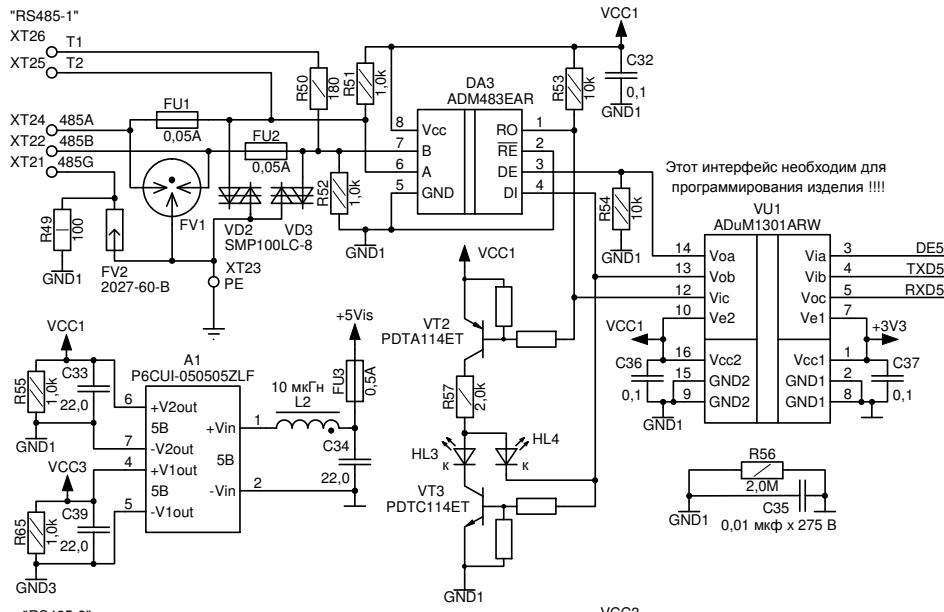 "RS485-1"
XT26
T1
XT25
T2
XT24
485A
XT22
485B
XT21
485G
FU1
0,05A
FU2
0,05A
R50
180
R51
1,0k
R52
1,0k
R49
100
GND1
FV2
2027-60-B
FV1
VD2
VD3
SMP100LC-8
XT23
PE
GND1
DA3
ADM483EAR
8
Vcc
RO
1
7
B
RE
2
6
A
DE
3
5
GND
DI
4
VCC1
C32
0,1
GND1
R53
10k
R54
10k
GND1
Этот интерфейс необходим для
программирования изделия !!!!
VU1
ADuM1301ARW
14
Voa
Via
3
DE5
13
Vob
Vib
4
TXD5
12
Vic
Voc
5
RXD5
10
Ve2
Ve1
7
16
Vcc2
Vcc1
1
15
GND2
GND1
2
9
GND2
GND1
8
VCC1
C36
0,1
GND1
+3V3
C37
0,1
VCC1
VT2
PDTA114ET
R57
2,0k
HL3
к
HL4
к
VT3
PDTC114ET
GND1
R56
2,0M
C35
GND1
0,01 мкф x 275 В
VCC1
R55
1,0k
C33
22,0
GND1
VCC3
R65
1,0k
C39
22,0
GND3
A1
P6CUI-050505ZLF
6
+V2out
5В
7
-V2out
4
+V1out
5В
5
-V1out
+Vin
1
5В
-Vin
2
10 мкГн
L2
+5Vis
FU3
0,5A
C34
22,0